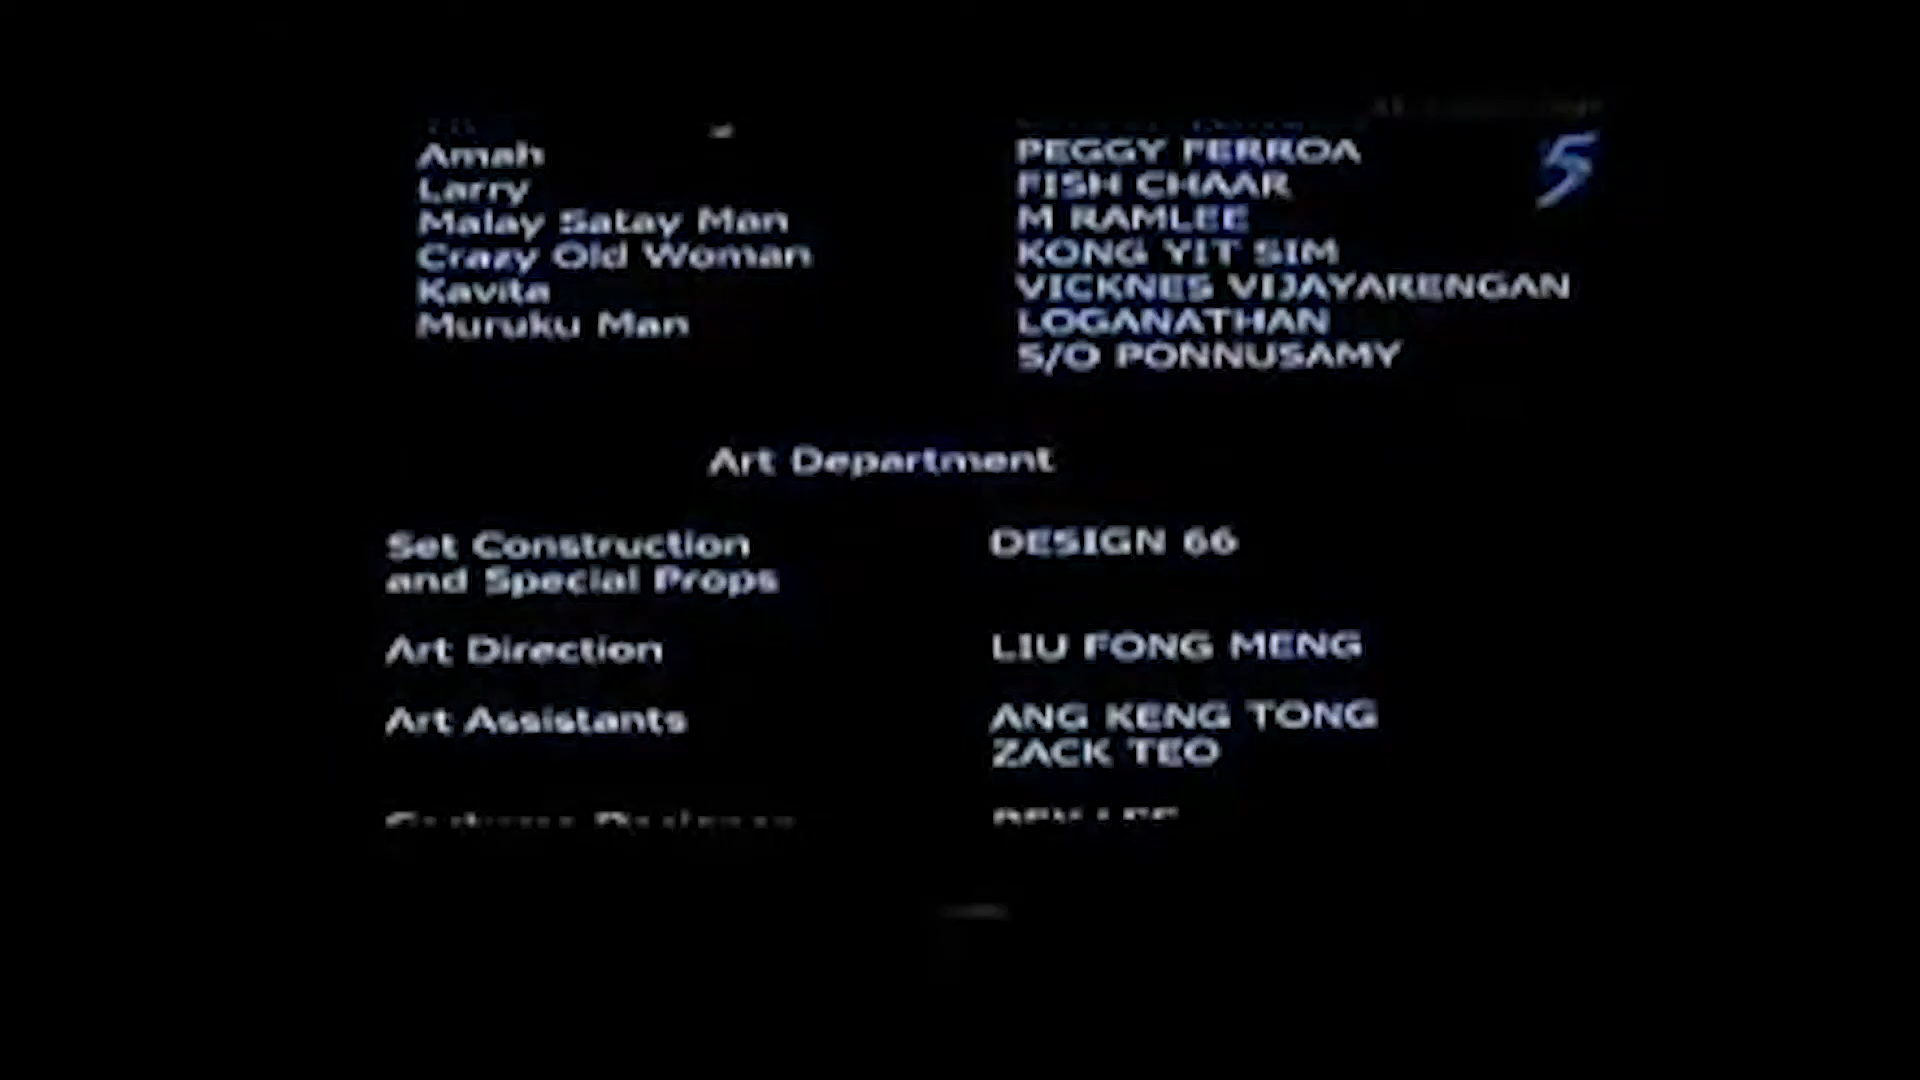 Amah PEGGY FERROA
Larry FISH CHAAR
Malay Satay Man M RAMLEE
Crazy Old Woman KONG YIT SIM
Kavita VICKNES VIJAYARENGAN
Muruku Man LOGANATHAN
S/O PONNUSAMY
5
Art Department
Set Construction DESIGN 66
and Special Props
Art Direction LIU FONG MENG
Art Assistants ANG KENG TONG
ZACK TEO